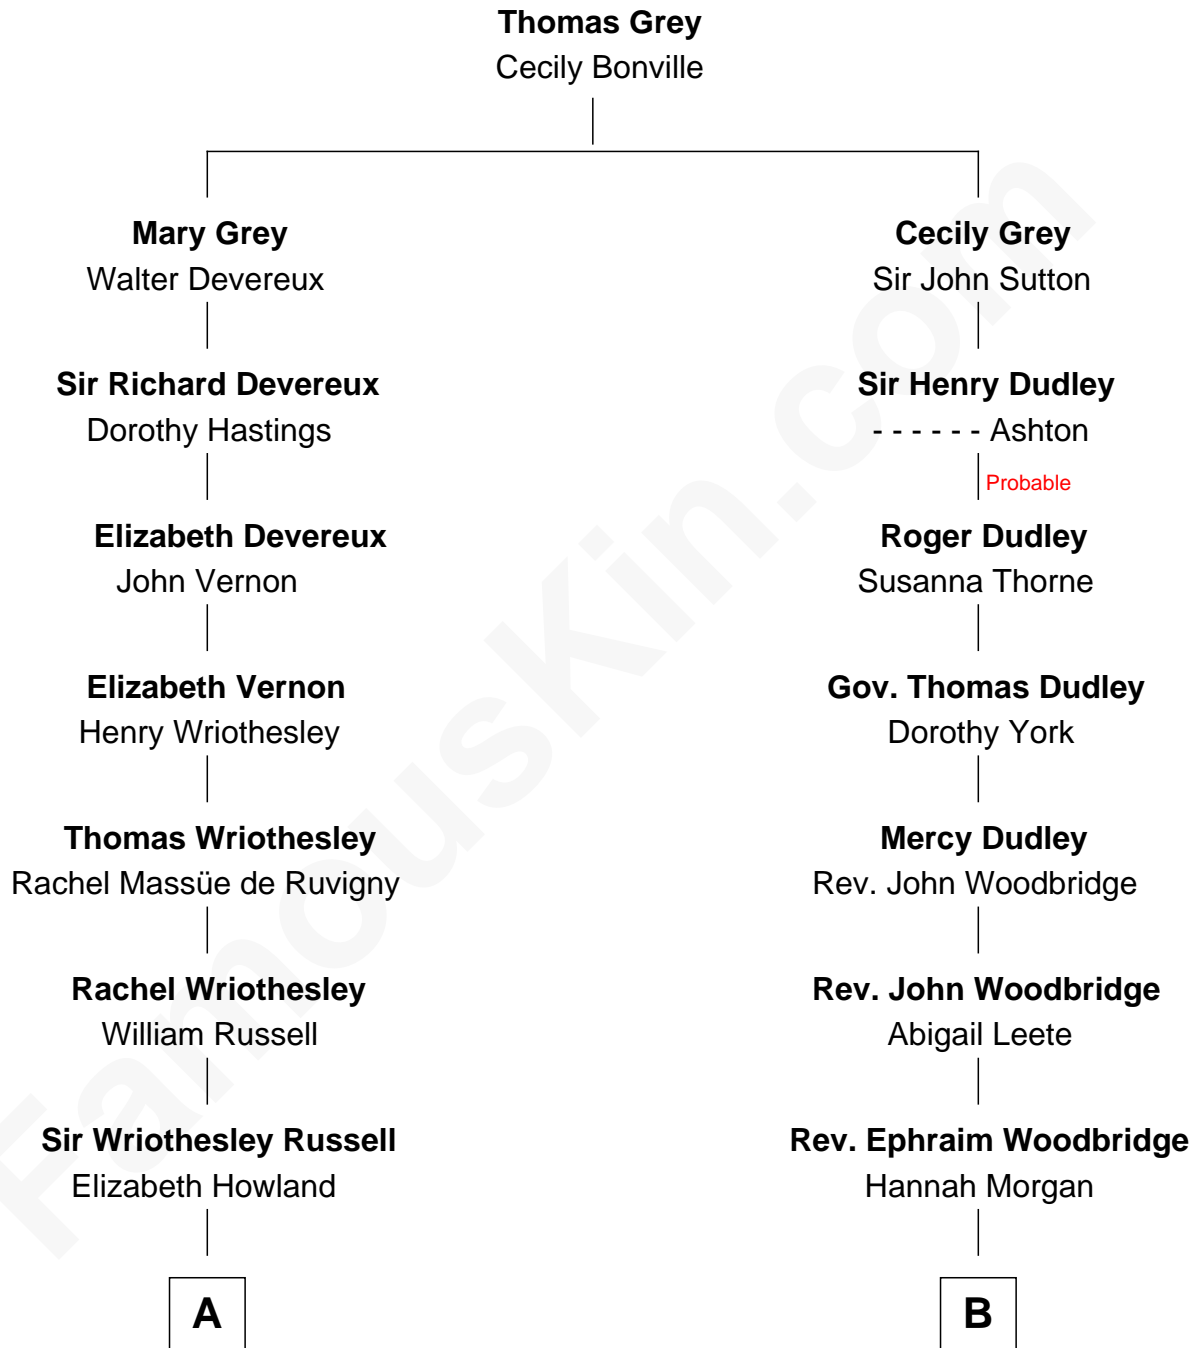 Thomas Grey
Cecily Bonville
Mary Grey
Walter Devereux
Cecily Grey
Sir John Sutton
Sir Richard Devereux
Dorothy Hastings
Sir Henry Dudley
- - - - - - Ashton
Probable
Elizabeth Devereux
John Vernon
Roger Dudley
Susanna Thorne
Elizabeth Vernon
Henry Wriothesley
Gov. Thomas Dudley
Dorothy York
Thomas Wriothesley
Rachel Massüe de Ruvigny
Mercy Dudley
Rev. John Woodbridge
Rachel Wriothesley
William Russell
Rev. John Woodbridge
Abigail Leete
Sir Wriothesley Russell
Elizabeth Howland
Rev. Ephraim Woodbridge
Hannah Morgan
A
B
FamousKin.com